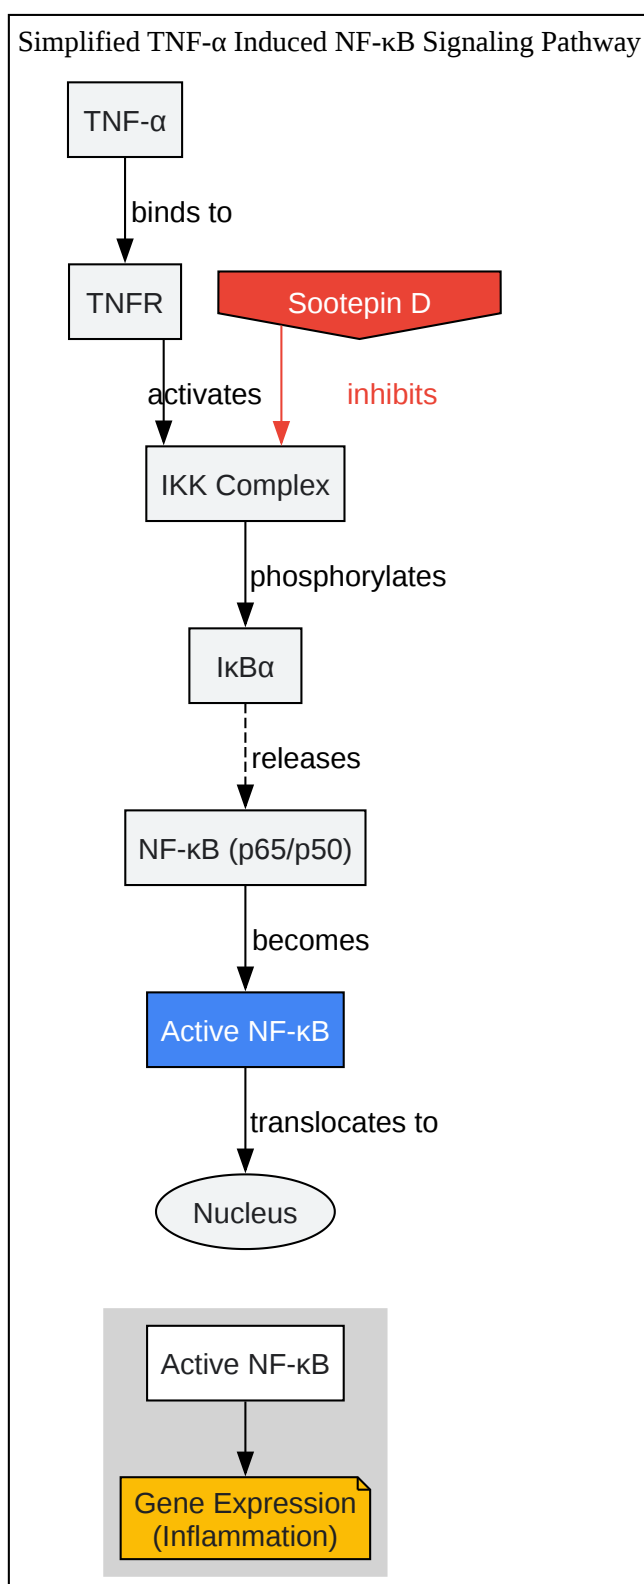 Simplified TNF-α Induced NF-κB Signaling Pathway
TNF-α
binds to
TNFR
Sootepin D
activates
inhibits
IKK Complex
phosphorylates
IκBα
releases
NF-κB (p65/p50)
becomes
Active NF-κB
translocates to
Nucleus
Active NF-κB
Gene Expression
(Inflammation)